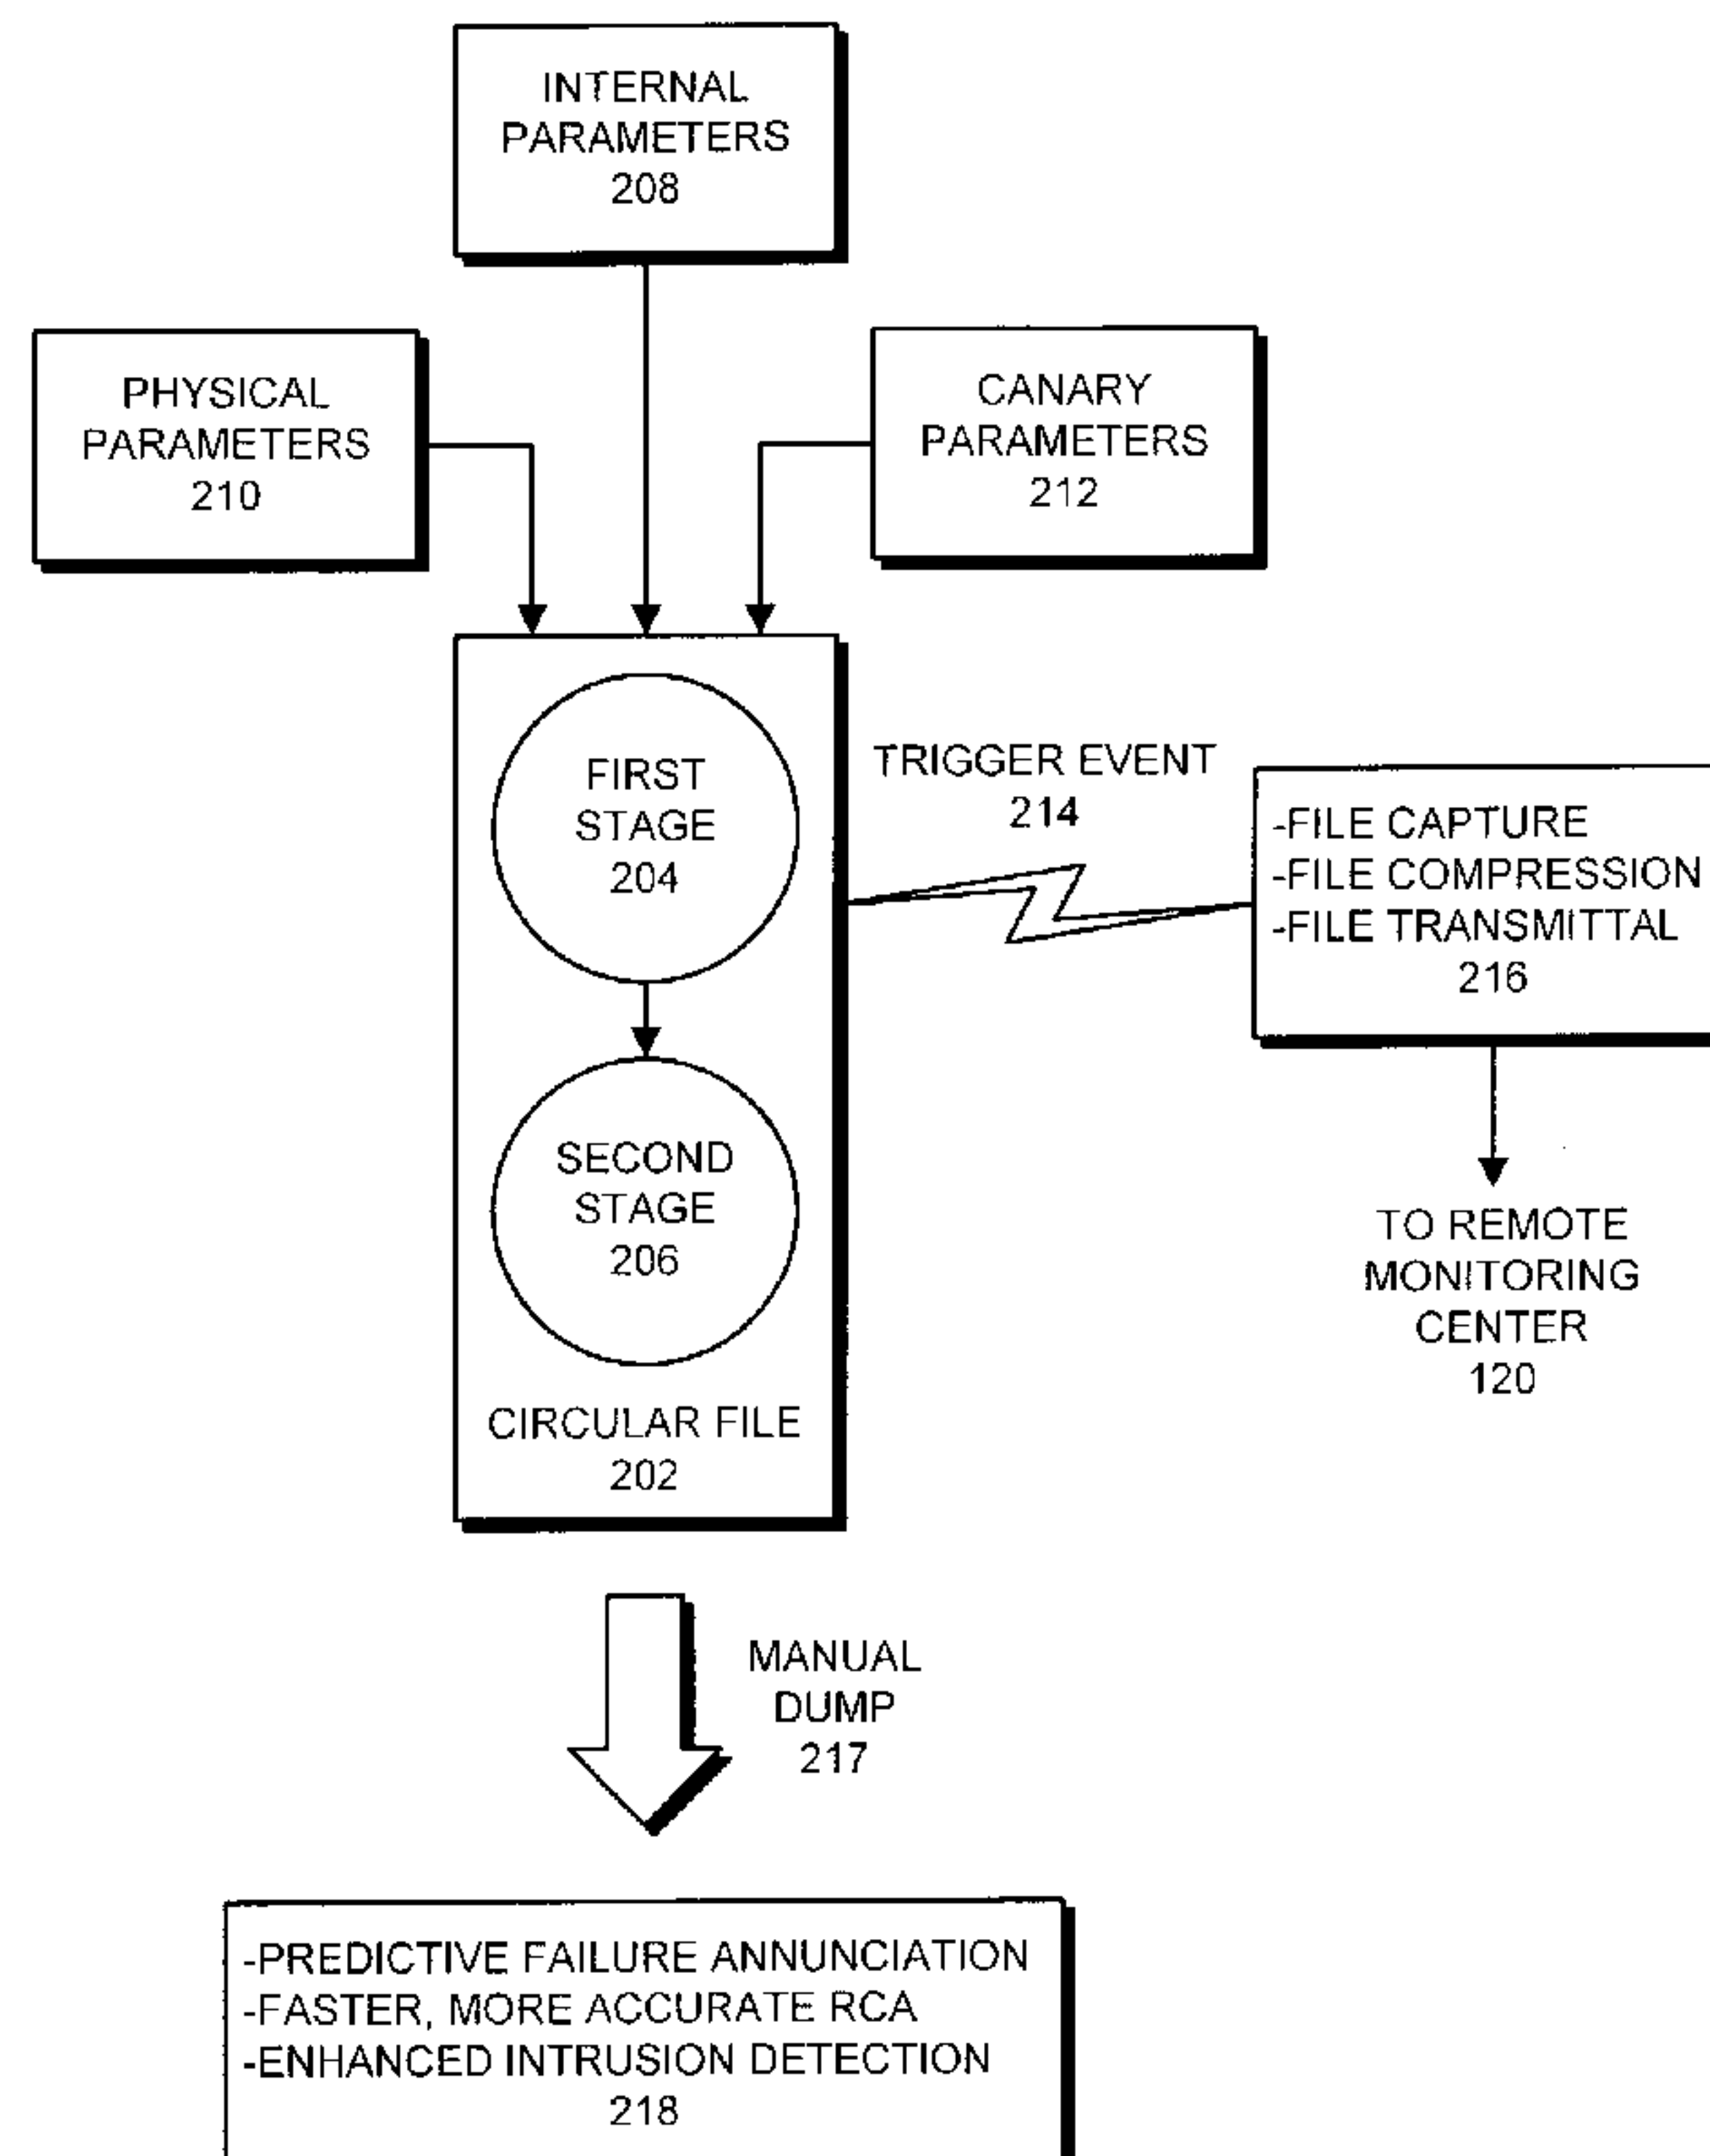 INTERNAL
PARAMETERS
208
PHYSICAL
PARAMETERS
210
CANARY
PARAMETERS
212
FIRST
STAGE
204
TRIGGER EVENT
214
-FILE CAPTURE
-FILE COMPRESSION
-FILE TRANSMITTAL
216
SECOND
STAGE
206
TO REMOTE
MONITORING
CENTER
120
CIRCULAR FILE
202
MANUAL
DUMP
217
-PREDICTIVE FAILURE ANNUNCIATION
-FASTER, MORE ACCURATE RCA
-ENHANCED INTRUSION DETECTION
218